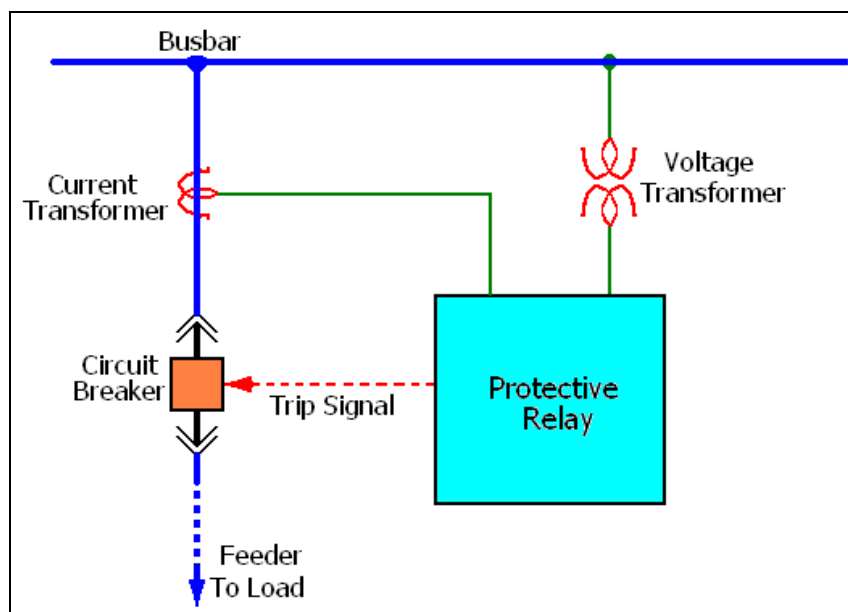 Busbar
Current
Transformer
Voltage
Transformer
Circuit
Breaker
Trip Signal
Protective
Relay
Feeder
To Load